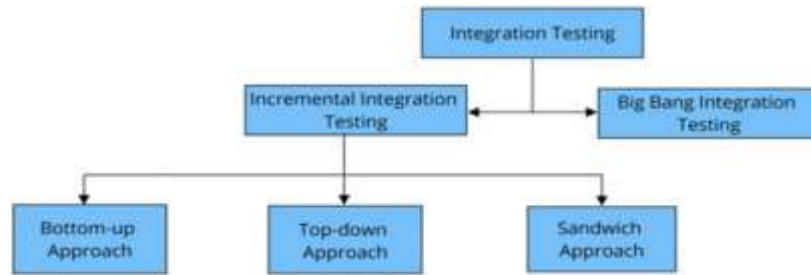 Integration Testing
Incremental Integration
Testing
Big Bang Integration
Testing
Bottom-up
Approach
Top-down
Approach
Sandwich
Approach